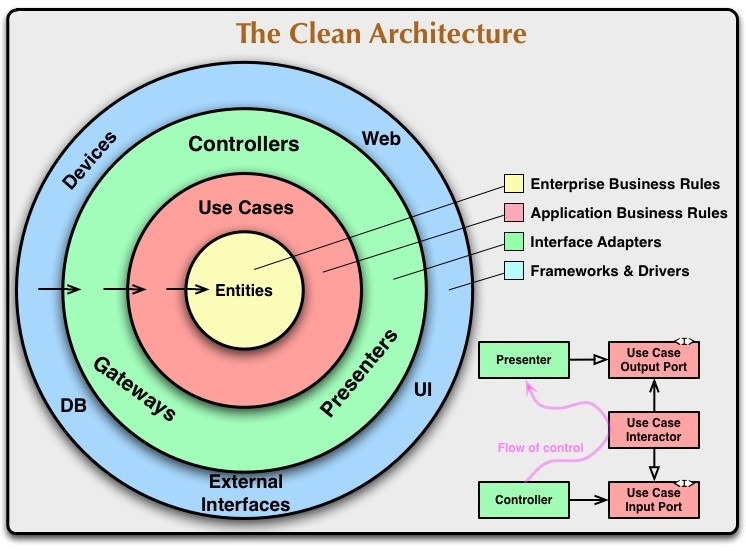 The Clean Architecture
Devices
Web
Controllers
Use Cases
Entities
Gateways
Presenters
DB
UI
External
Interfaces
Enterprise Business Rules
Application Business Rules
Interface Adapters
Frameworks & Drivers
Presenter
<I>
Use Case
Output Port
Use Case
Interactor
Flow of control
Controller
<I>
Use Case
Input Port